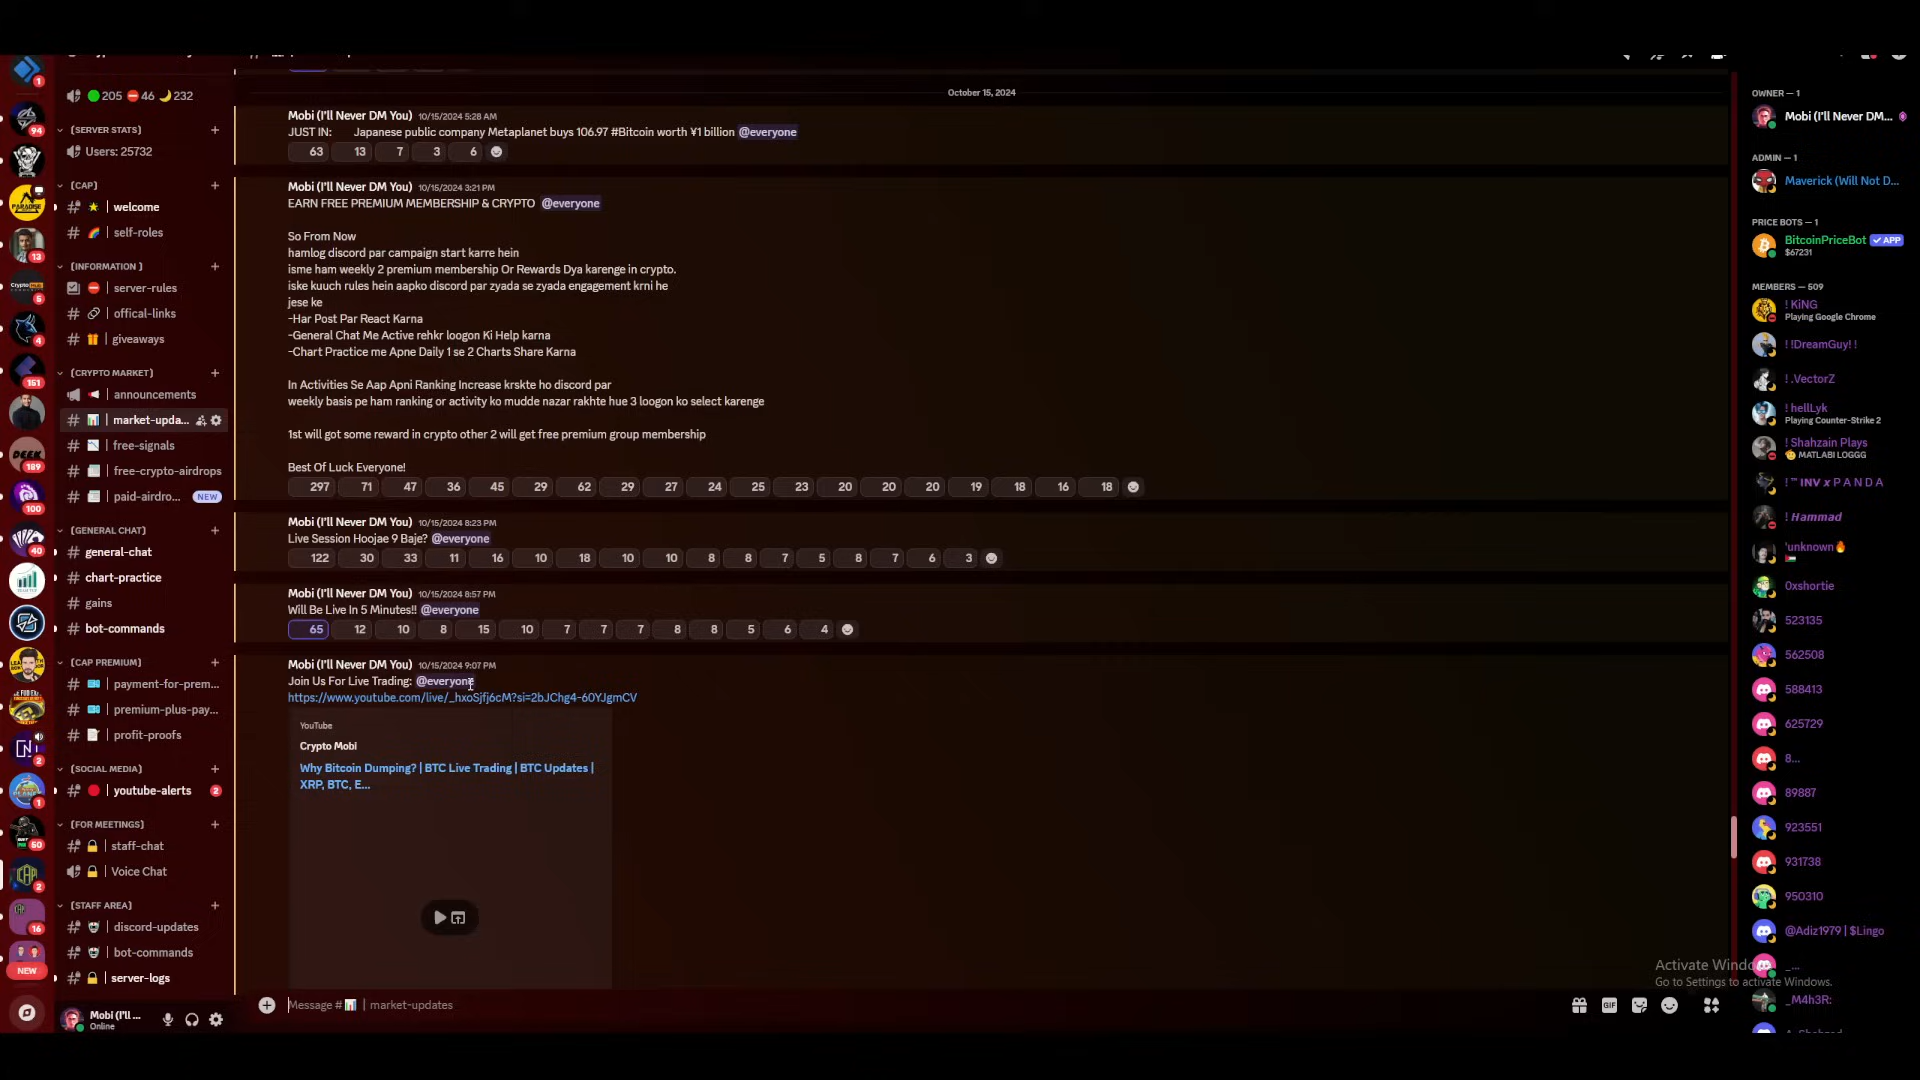 1
94
13
5
4
151
DEEK
189
100
40
2
1
50
2
16
NEW
205 46 232
(SERVER STATS)
Users: 25732
(CAP)
welcome
self-roles
(INFORMATION )
server-rules
offical-links
giveaways
(CRYPTO MARKET)
announcements
market-upda...
free-signals
free-crypto-airdrops
paid-airdro... NEW
(GENERAL CHAT)
general-chat
chart-practice
gains
bot-commands
(CAP PREMIUM)
payment-for-prem...
premium-plus-pay...
profit-proofs
(SOCIAL MEDIA)
youtube-alerts 2
(FOR MEETINGS)
staff-chat
Voice Chat
(STAFF AREA)
discord-updates
bot-commands
server-logs
Mobi (I'll ...
Online
October 15, 2024
Mobi (I'll Never DM You) 10/15/2024 5:28 AM
JUST IN: Japanese public company Metaplanet buys 106.97 #Bitcoin worth ¥1 billion @everyone
63 13 7 3 6
Mobi (I'll Never DM You) 10/15/2024 3:21 PM
EARN FREE PREMIUM MEMBERSHIP & CRYPTO @everyone
So From Now
hamlog discord par campaign start karre hein
isme ham weekly 2 premium membership Or Rewards Dya karenge in crypto.
iske kuuch rules hein aapko discord par zyada se zyada engagement krni he
jese ke
-Har Post Par React Karna
-General Chat Me Active rehkr loogon Ki Help karna
-Chart Practice me Apne Daily 1 se 2 Charts Share Karna
In Activities Se Aap Apni Ranking Increase krskte ho discord par
weekly basis pe ham ranking or activity ko mudde nazar rakhte hue 3 loogon ko select karenge
1st will got some reward in crypto other 2 will get free premium group membership
Best Of Luck Everyone!
297 71 47 36 45 29 62 29 27 24 25 23 20 20 20 19 18 16 18
Mobi (I'll Never DM You) 10/15/2024 8:23 PM
Live Session Hoojae 9 Baje? @everyone
122 30 33 11 16 10 18 10 10 8 8 7 5 8 7 6 3
Mobi (I'll Never DM You) 10/15/2024 8:57 PM
Will Be Live In 5 Minutes!! @everyone
65 12 10 8 15 10 7 7 7 8 8 5 6 4
Mobi (I'll Never DM You) 10/15/2024 9:07 PM
Join Us For Live Trading: @everyone
https://www.youtube.com/live/_hxoSjfj6cM?si=2bJChg4-60YJgmCV
YouTube
Crypto Mobi
Why Bitcoin Dumping? | BTC Live Trading | BTC Updates |
XRP, BTC, E...
Message # | market-updates
OWNER — 1
Mobi (I'll Never DM...
ADMIN — 1
Maverick (Will Not D...
PRICE BOTS — 1
BitcoinPriceBot APP
$67231
MEMBERS — 509
! KiNG
Playing Google Chrome
! !DreamGuy! !
! .VectorZ
! hellLyk
Playing Counter-Strike 2
! Shahzain Plays
MATLABI LOGGG
! ™ INV x P A N D A
! Hammad
'unknown
0xshortie
523135
562508
588413
625729
8...
89887
923551
931738
950310
@Adiz1979 | $Lingo
_...
_M4h3R:
Activate Windo
Go to Settings to activate Windows.